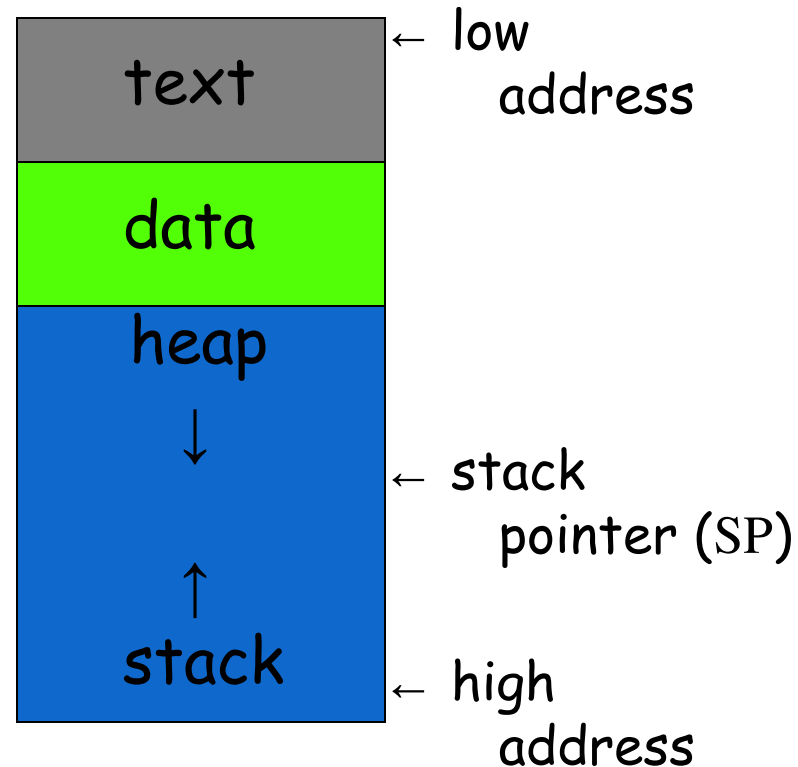 text
← low
address
data
heap
↓
← stack
pointer (SP)
↑
stack
← high
address